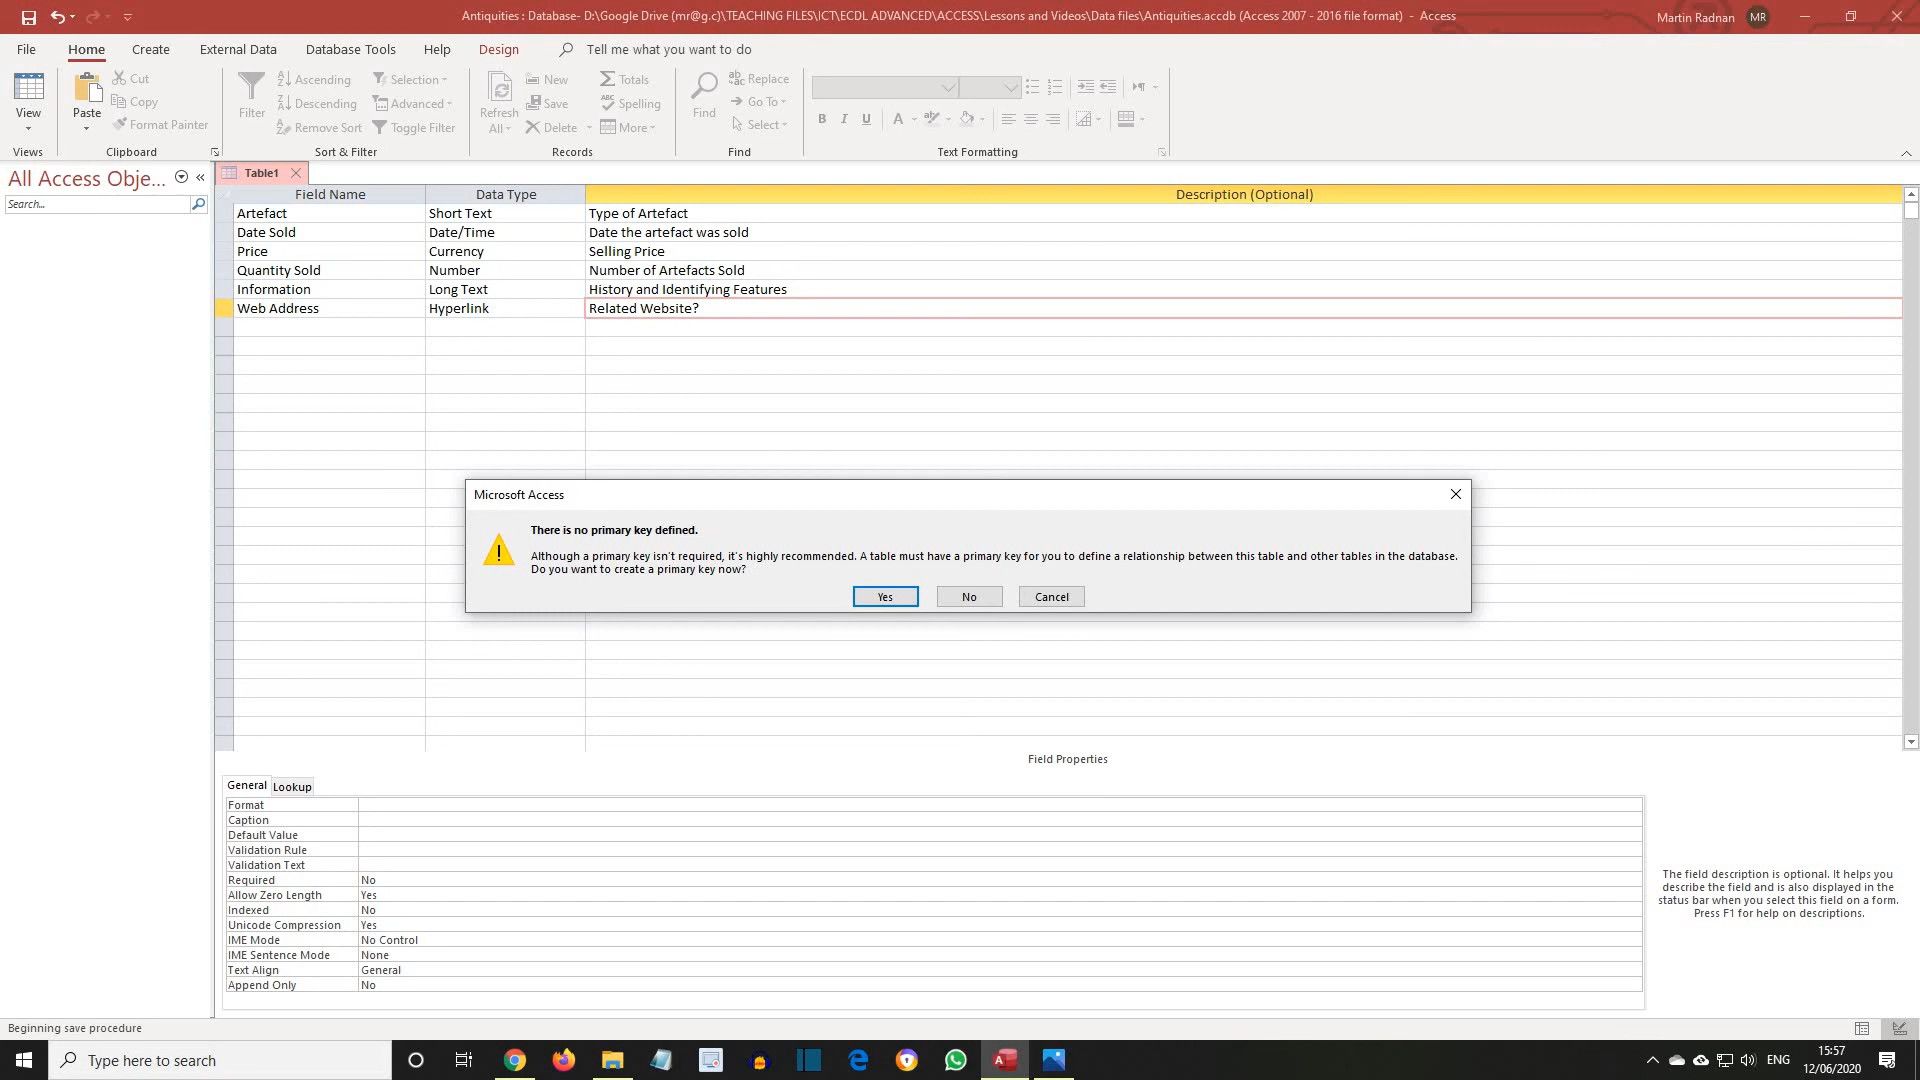 Antiquities : Database- D:\Google Drive (mr@g.c)\TEACHING FILES\ICT\ECDL ADVANCED\ACCESS\Lessons and Videos\Data files\Antiquities.accdb (Access 2007 - 2016 file format) - Access
Martin Radnan MR
File Home Create External Data Database Tools Help Design Tell me what you want to do
View
Views
Paste
Cut
Copy
Format Painter
Clipboard
Filter
Ascending
Descending
Remove Sort
Selection
Advanced
Toggle Filter
Sort & Filter
Refresh All
New
Save
Delete
Totals
Spelling
More
Records
Find
Replace
Go To
Select
Find
B I U A
Text Formatting
All Access Obje...
Search...
Table1
Field Name Data Type Description (Optional)
Artefact Short Text Type of Artefact
Date Sold Date/Time Date the artefact was sold
Price Currency Selling Price
Quantity Sold Number Number of Artefacts Sold
Information Long Text History and Identifying Features
Web Address Hyperlink Related Website?
Microsoft Access
There is no primary key defined.
Although a primary key isn't required, it's highly recommended. A table must have a primary key for you to define a relationship between this table and other tables in the database.
Do you want to create a primary key now?
Yes No Cancel
Field Properties
General Lookup
Format
Caption
Default Value
Validation Rule
Validation Text
Required No
Allow Zero Length Yes
Indexed No
Unicode Compression Yes
IME Mode No Control
IME Sentence Mode None
Text Align General
Append Only No
The field description is optional. It helps you
describe the field and is also displayed in the
status bar when you select this field on a form.
Press F1 for help on descriptions.
Beginning save procedure
Type here to search
ENG
15:57
12/06/2020